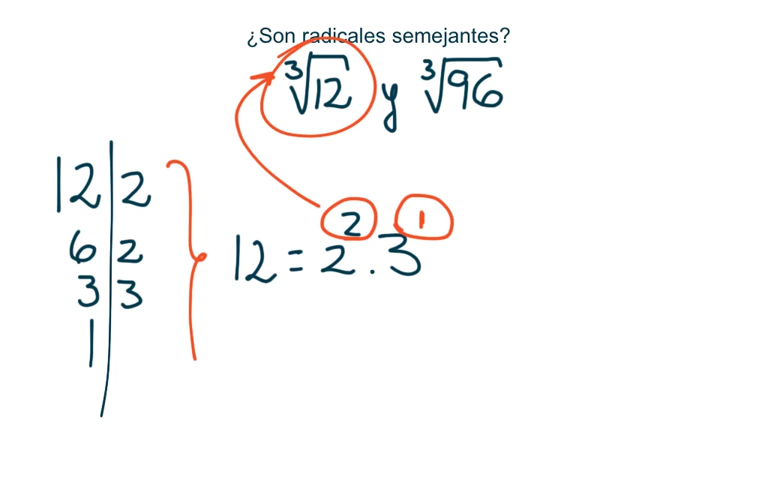 ¿Son radicales semejantes?
∛12 y ∛96
12 | 2
6 | 2
3 | 3
1 |
12 = 2² . 3¹